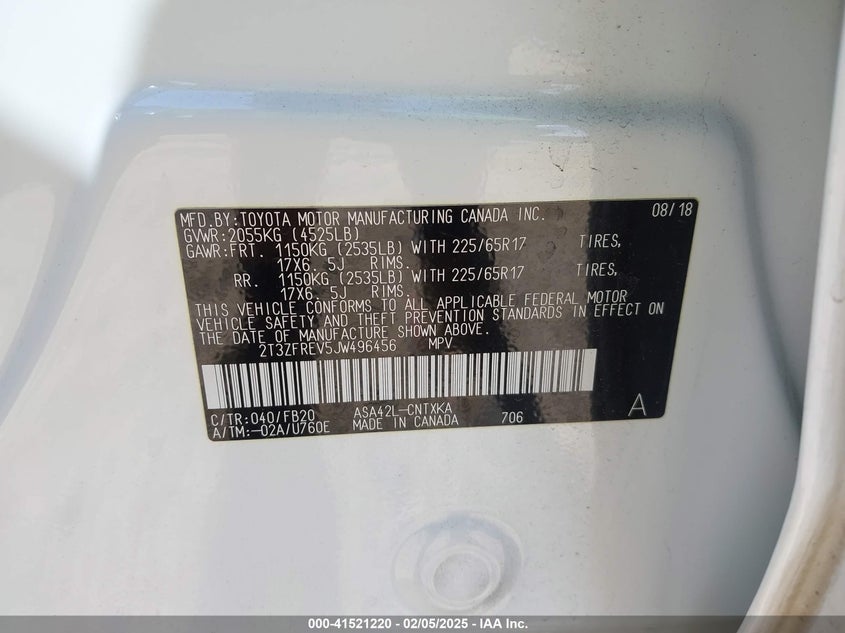 MFD.BY:TOYOTA MOTOR MANUFACTURING CANADA INC. 08/18
GVWR:2055KG (4525LB)
GAWR:FRT. 1150KG (2535LB) WITH 225/65R17 TIRES,
17X6. 5J RIMS.
RR. 1150KG (2535LB) WITH 225/65R17 TIRES,
17X6. 5J RIMS.
THIS VEHICLE CONFORMS TO ALL APPLICABLE FEDERAL MOTOR
VEHICLE SAFETY AND THEFT PREVENTION STANDARDS IN EFFECT ON
THE DATE OF MANUFACTURE SHOWN ABOVE.
2T3ZFREV5JW496456 MPV
C/TR:040/FB20 ASA42L-CNTXKA
A/TM:-02A/U760E MADE IN CANADA 706 A
000-41521220 - 02/05/2025 - IAA Inc.